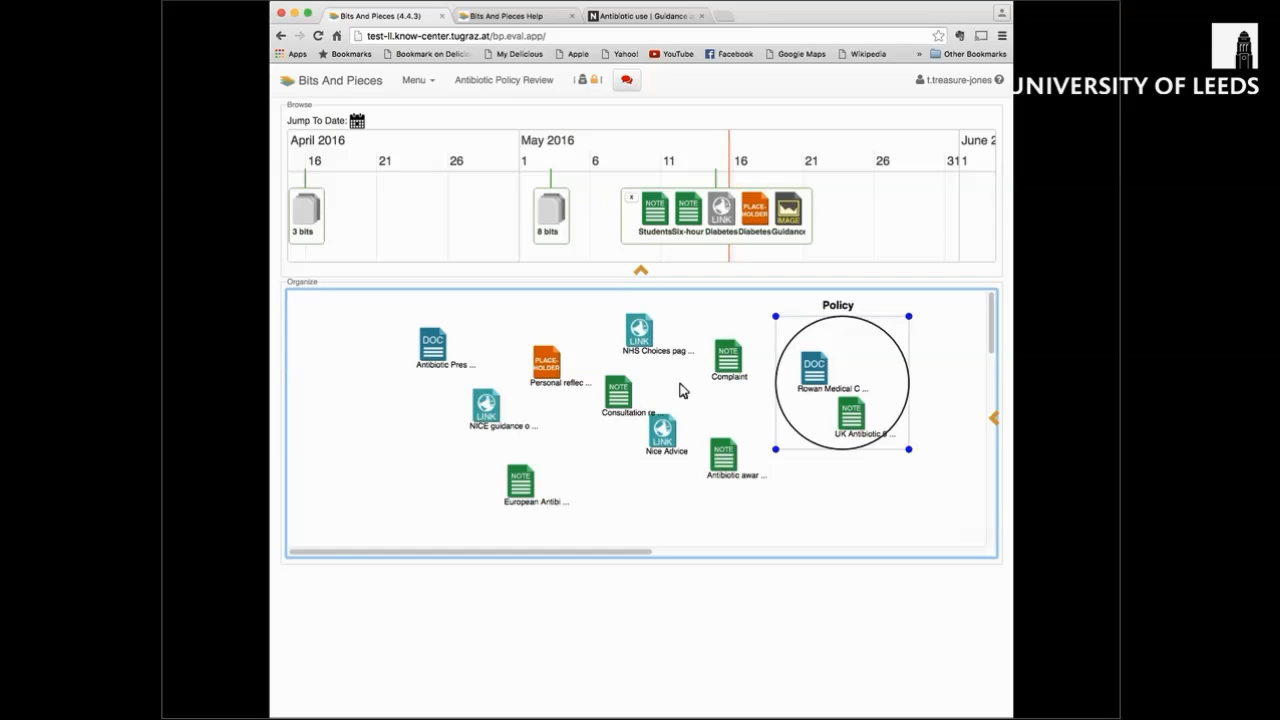 Bits And Pieces (4.4.3)
Bits And Pieces Help
Antibiotic use | Guidance
test-ll.know-center.tugraz.at/bp.eval.app/
Apps
Bookmarks
Bookmark on Delici
My Delicious
Apple
Yahoo!
YouTube
Facebook
Google Maps
Wikipedia
»
Other Bookmarks
UNIVERSITY OF LEEDS
Bits And Pieces
Menu
Antibiotic Policy Review
t.treasure-jones
Browse
Jump To Date:
April 2016
May 2016
June 2
16 21 26 1 6 11 16 21 26 31 1
NOTE NOTE LINK PLACE-HOLDER IMAGE
3 bits
8 bits
Students Six-hour Diabetes Diabetes Guidance
Organize
Policy
LINK
NHS Choices pag ...
DOC
Antibiotic Pres ...
PLACE-HOLDER
Personal reflec ...
NOTE
Complaint
DOC
Rowan Medical C ...
NOTE
Consultation re ...
LINK
NICE guidance o ...
NOTE
UK Antibiotic
LINK
Nice Advice
NOTE
Antibiotic awar ...
NOTE
European Antibi ...